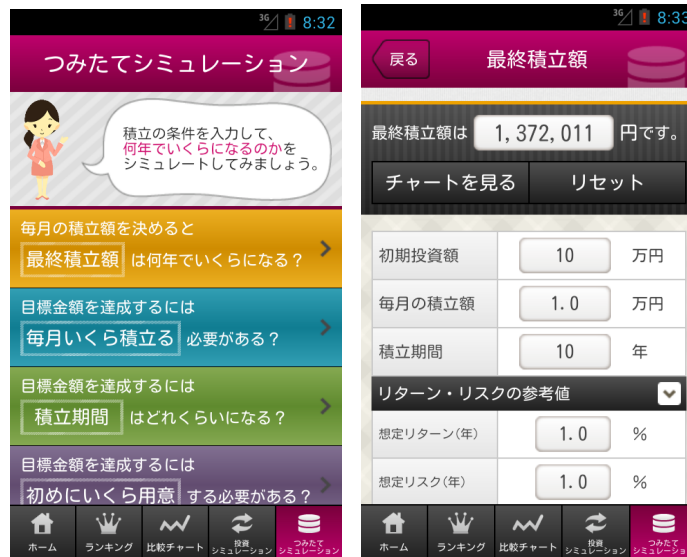 3G 8:32
つみたてシミュレーション
積立の条件を入力して、
何年でいくらになるのかを
シミュレートしてみましょう。
毎月の積立額を決めると
最終積立額 は何年でいくらになる?
目標金額を達成するには
毎月いくら積立る 必要がある?
目標金額を達成するには
積立期間 はどれくらいになる?
目標金額を達成するには
初めにいくら用意 する必要がある?
ホーム
ランキング
比較チャート
投資
シミュレーション
つみたて
シミュレーション
3G 8:33
戻る
最終積立額
最終積立額は 1,372,011 円です。
チャートを見る
リセット
初期投資額 10 万円
毎月の積立額 1.0 万円
積立期間 10 年
リターン・リスクの参考値
想定リターン(年) 1.0 %
想定リスク(年) 1.0 %
ホーム
ランキング
比較チャート
投資
シミュレーション
つみたて
シミュレーション